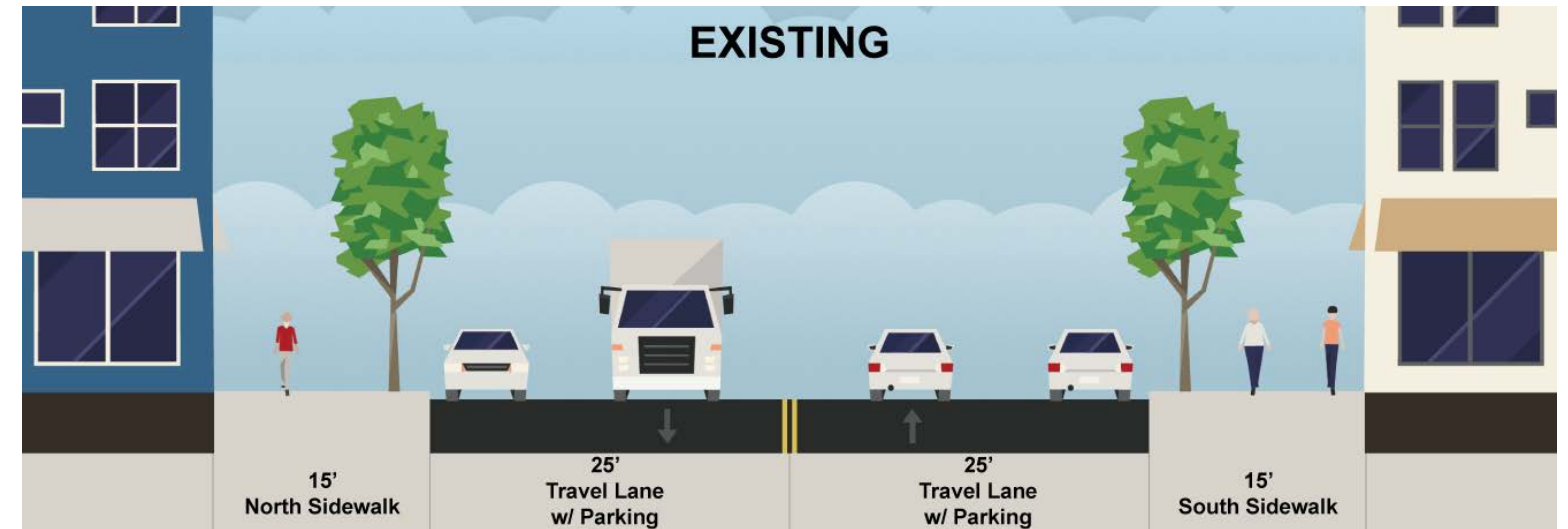 EXISTING
15'
North Sidewalk
25'
Travel Lane
w/ Parking
25'
Travel Lane
w/ Parking
15'
South Sidewalk